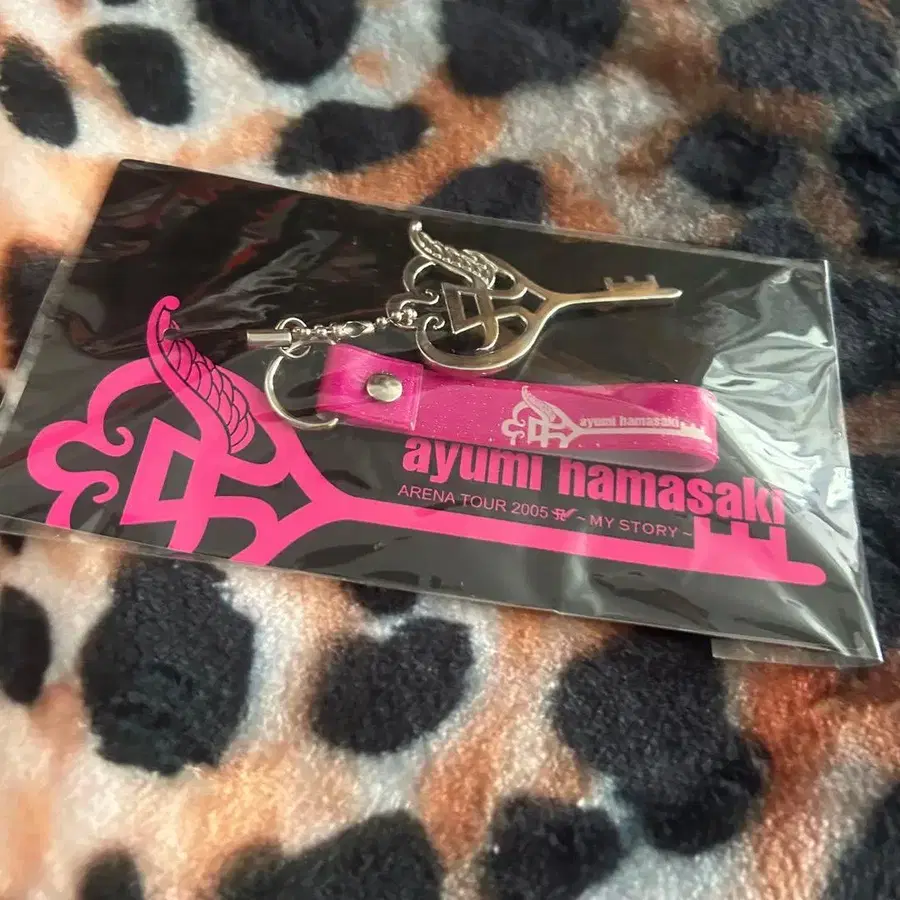 ayumi hamasaki
ayumi hamasaki
ARENA TOUR 2005 A ~ MY STORY ~